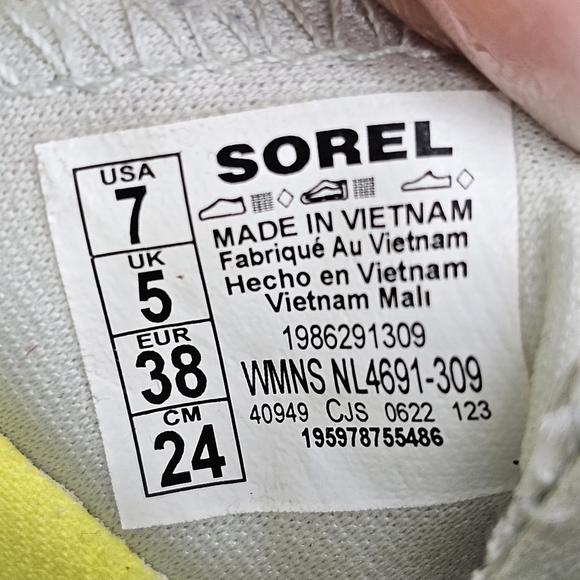 USA
7
UK
5
EUR
38
CM
24
SOREL
MADE IN VIETNAM
Fabriqué Au Vietnam
Hecho en Vietnam
Vietnam Malı
1986291309
WMNS NL4691-309
40949 CJS 0622 123
195978755486